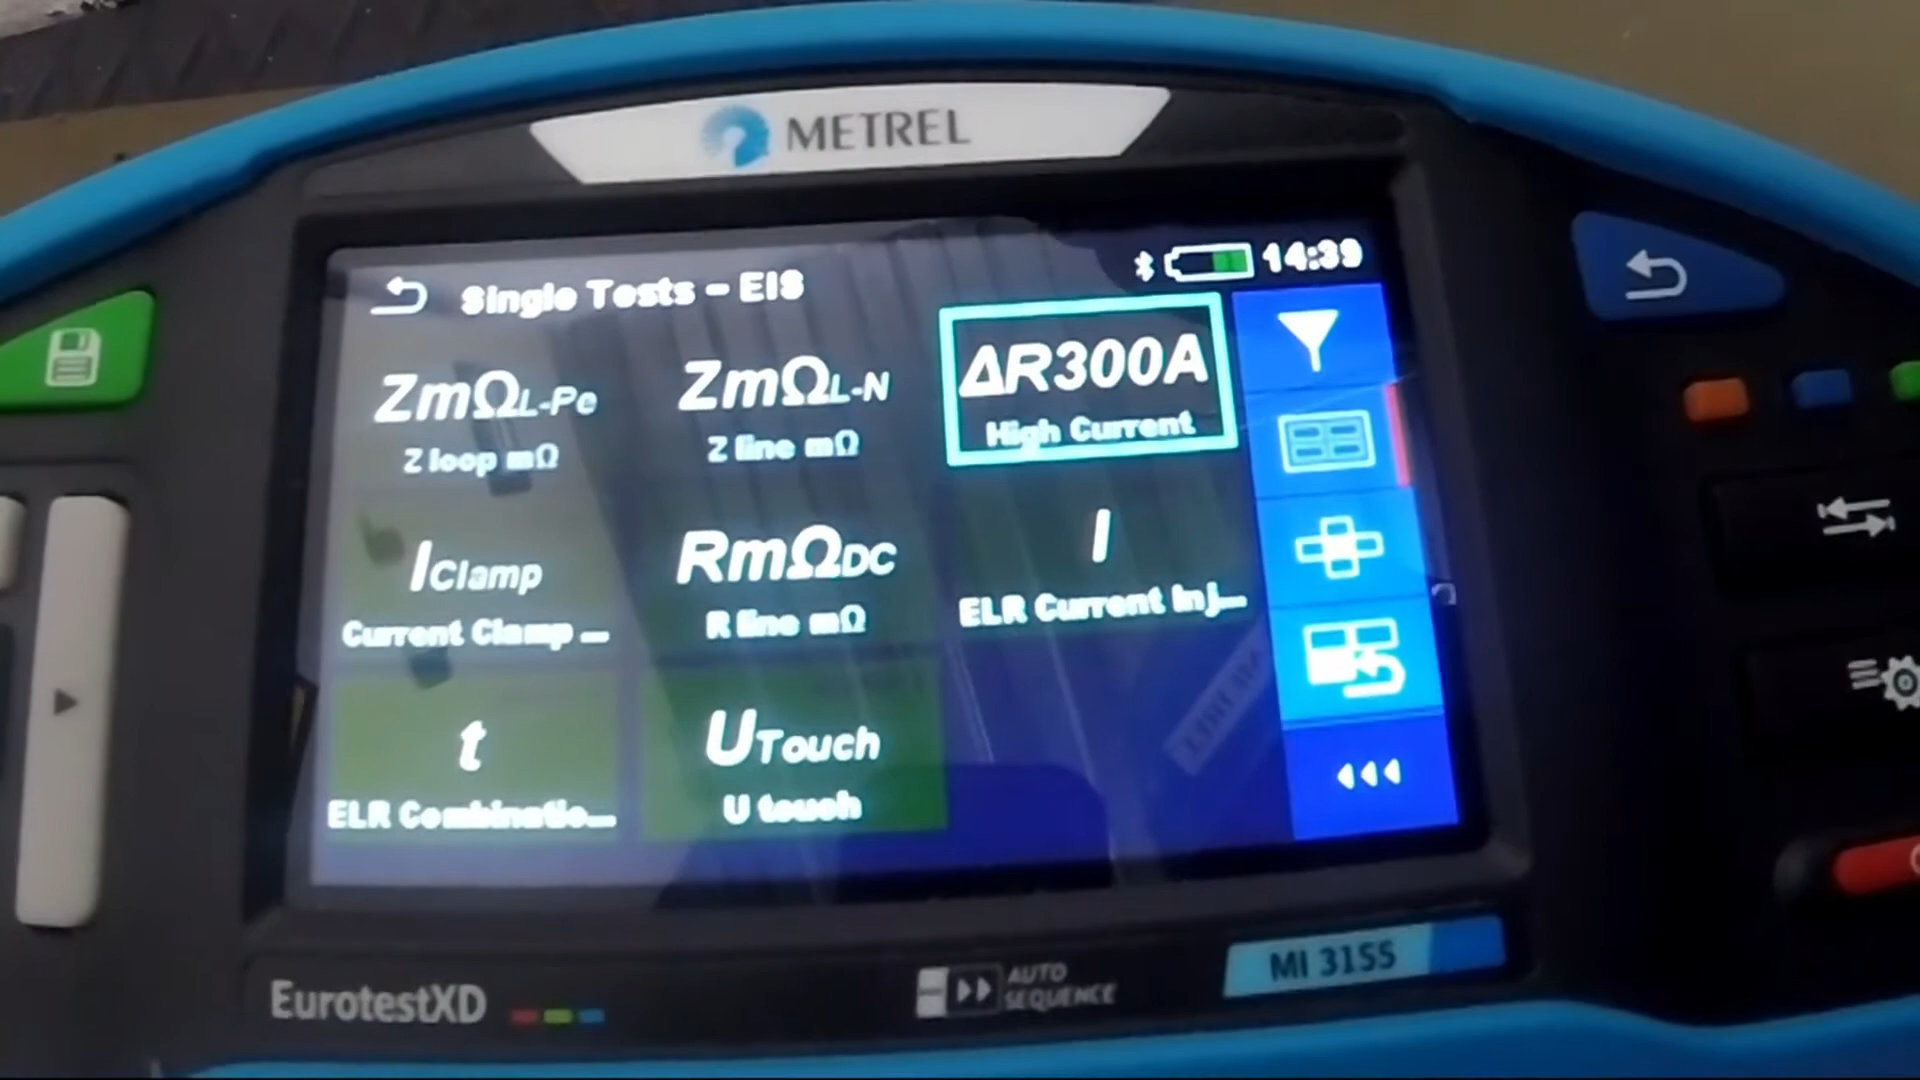 METREL
Single Tests - EIS
14:39
ZmΩL-Pe
Z loop mΩ
ZmΩL-N
Z line mΩ
ΔR300A
High Current
IClamp
Current Clamp ...
RmΩDC
R line mΩ
I
ELR Current Inj...
t
ELR Combinatio...
UTouch
U touch
EurotestXD
AUTO
SEQUENCE
MI 3155